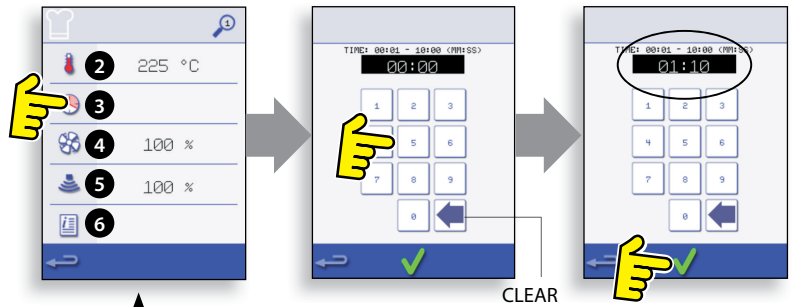 1
2 225 °C
3
4 100 %
5 100 %
6 i
TIME: 00:01 - 10:00 (MM:SS)
00:00
1 2 3
5 6
7 8 9
0
CLEAR
TIME: 00:01 - 10:00 (MM:SS)
01:10
1 2 3
4 5 6
7 8 9
0